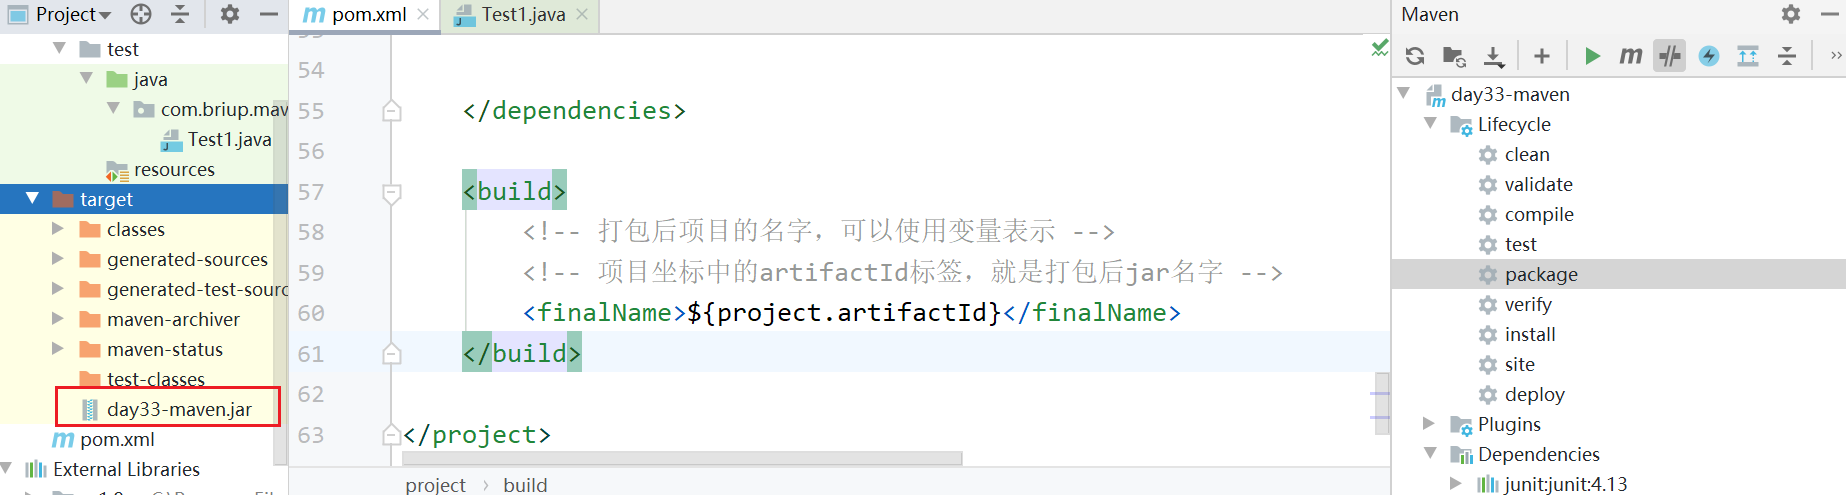 Project
test
java
com.briup.mav
Test1.java
resources
target
classes
generated-sources
generated-test-sour
maven-archiver
maven-status
test-classes
day33-maven.jar
pom.xml
External Libraries
pom.xml
Test1.java
54
55 </dependencies>
56
57 <build>
58 <!-- 打包后项目的名字，可以使用变量表示 -->
59 <!-- 项目坐标中的artifactId标签，就是打包后jar名字 -->
60 <finalName>${project.artifactId}</finalName>
61 </build>
62
63 </project>
project › build
Maven
day33-maven
Lifecycle
clean
validate
compile
test
package
verify
install
site
deploy
Plugins
Dependencies
junit:junit:4.13